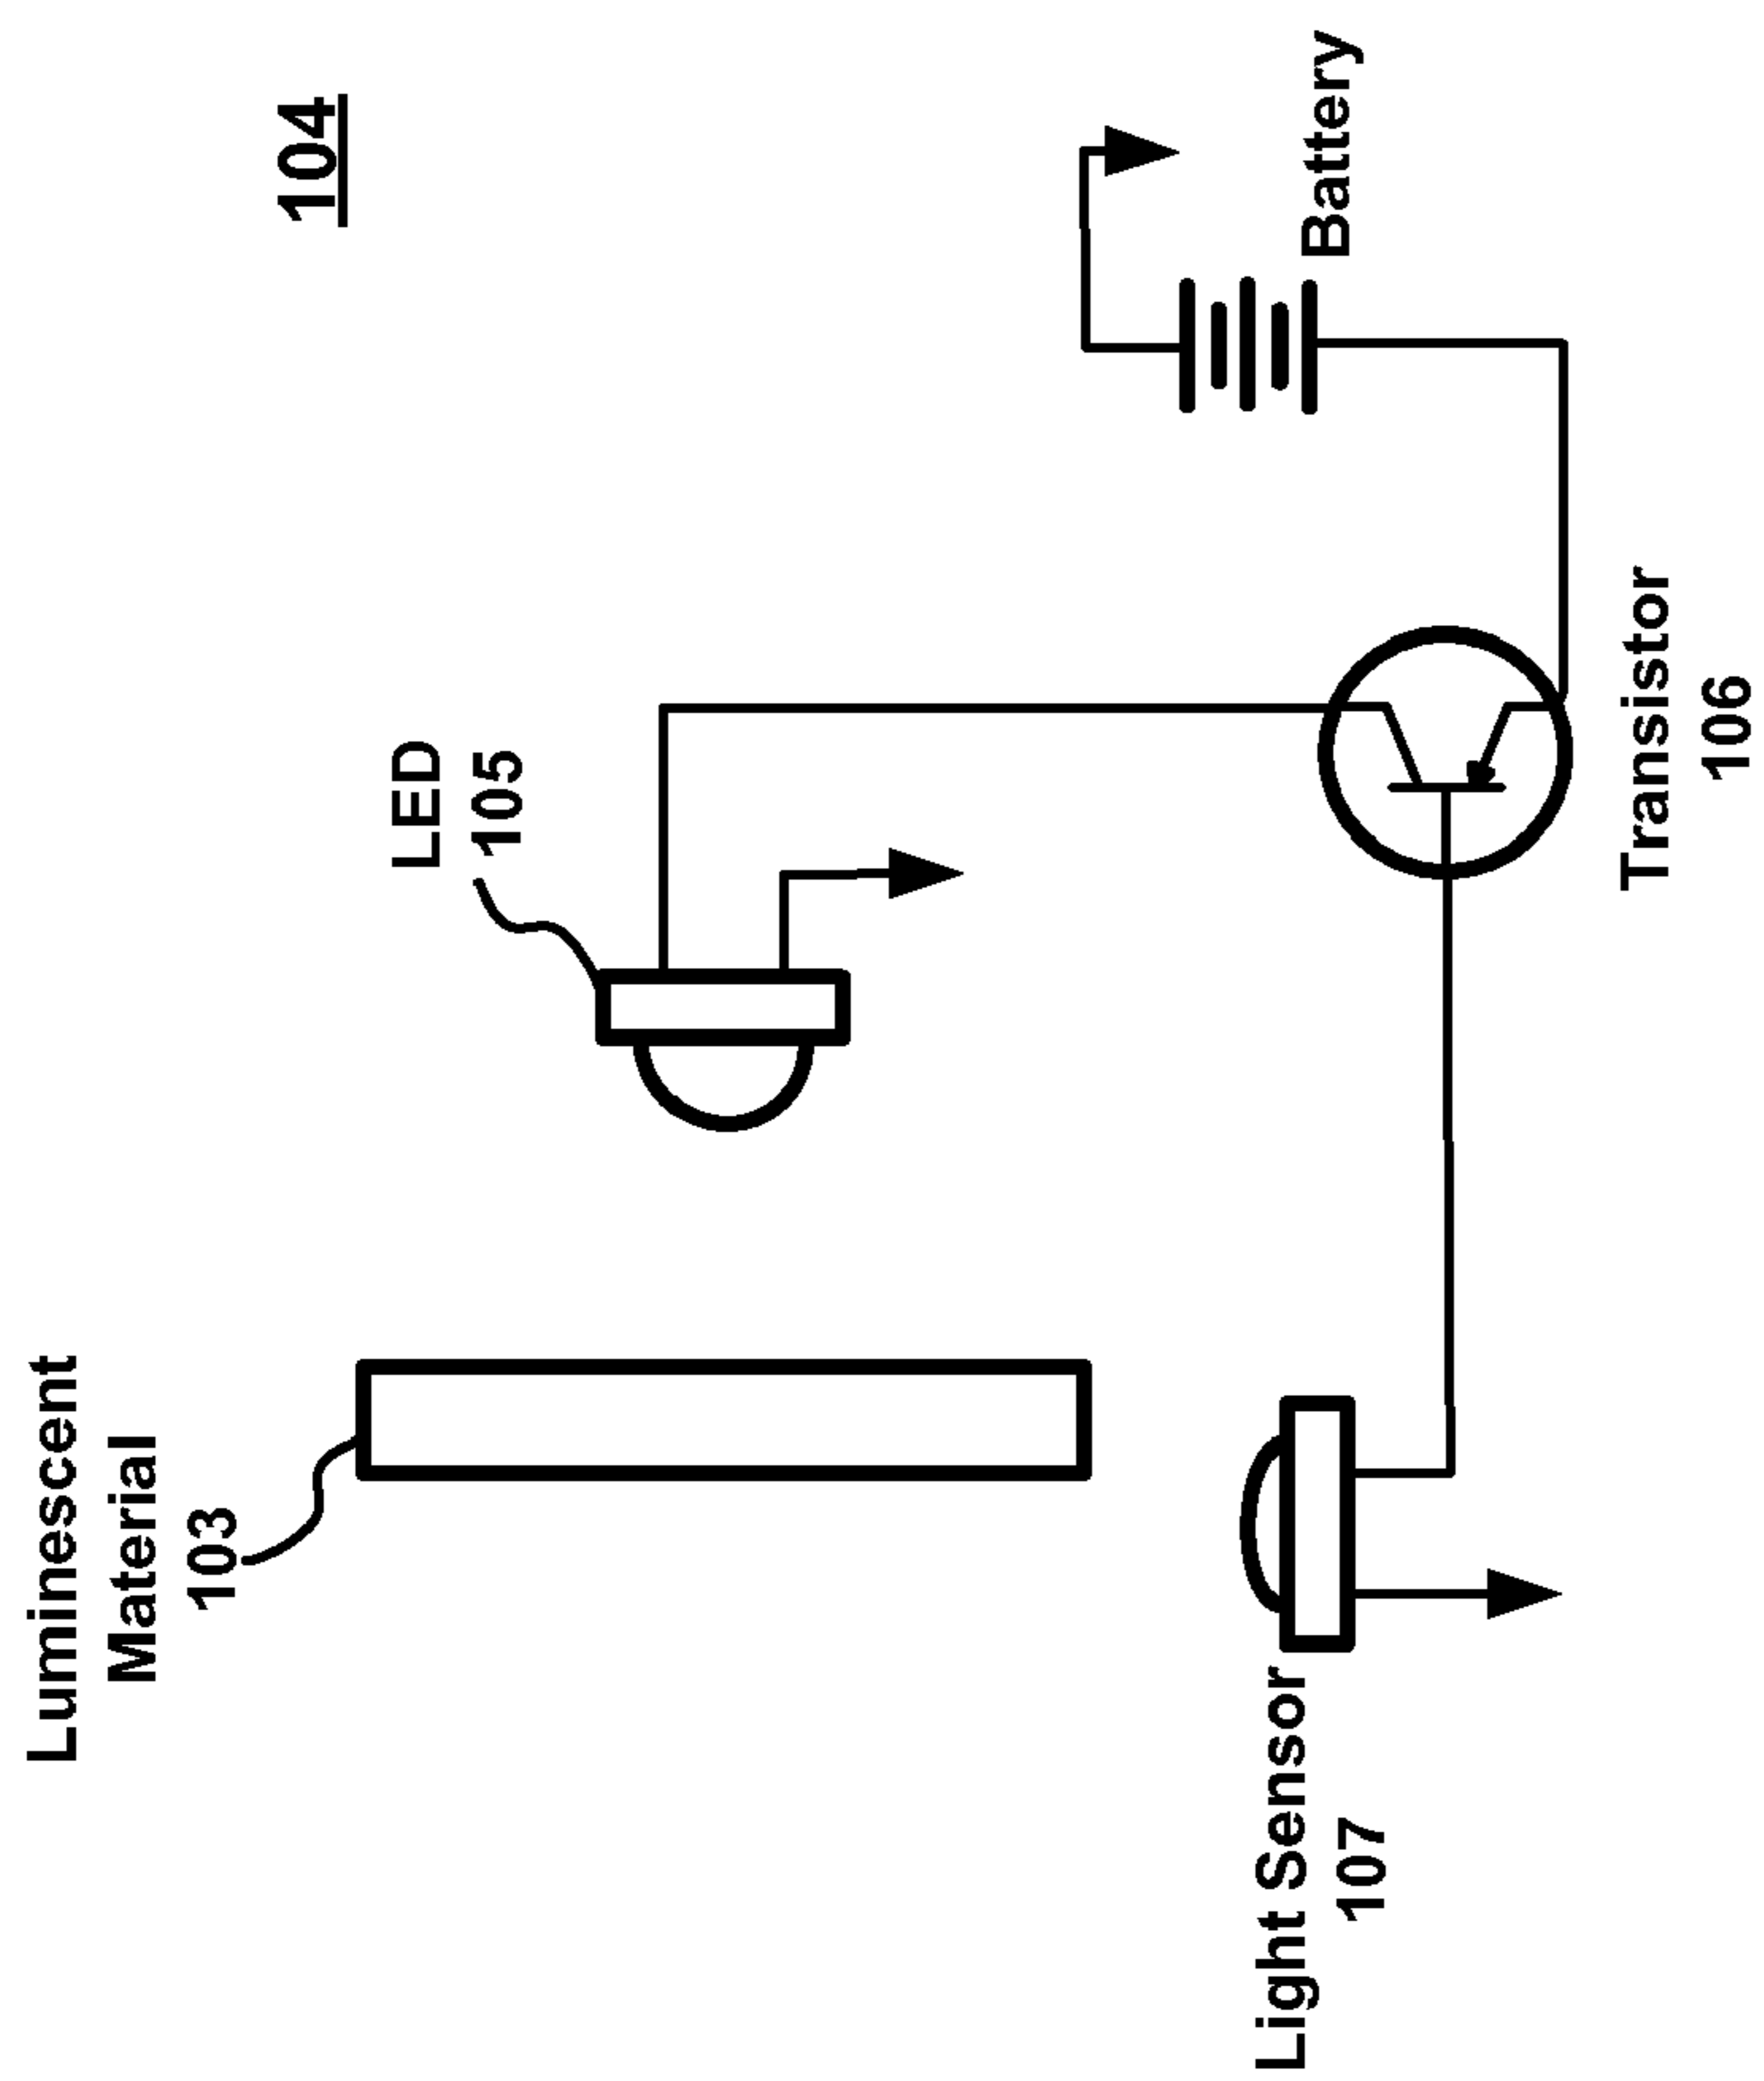 Luminescent
Material
103
LED
105
104
Light Sensor
107
Transistor
106
Battery